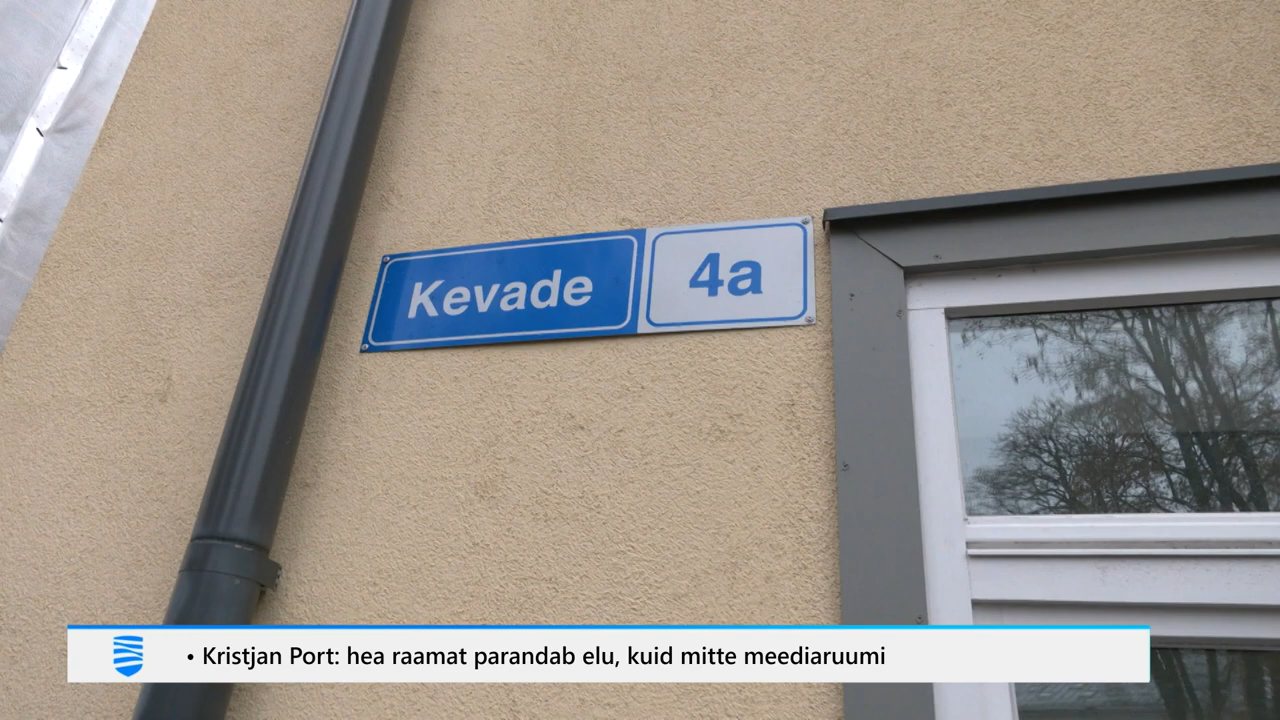 Kevade 4a
• Kristjan Port: hea raamat parandab elu, kuid mitte meediaruumi